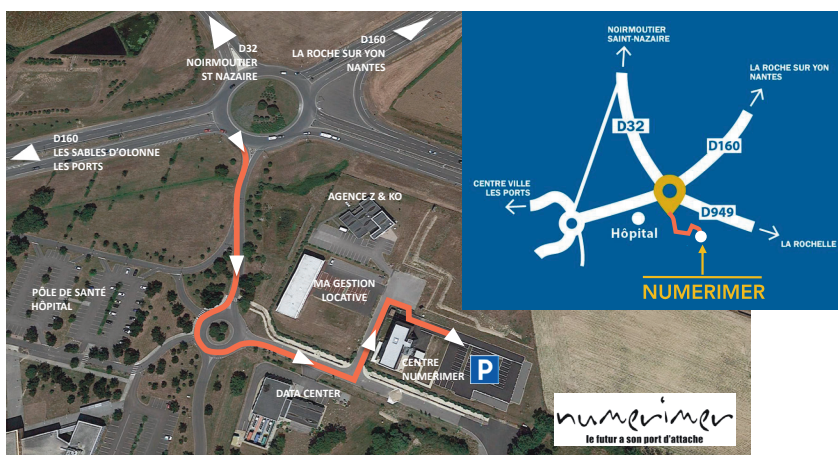 D32
NOIRMOUTIER
ST NAZAIRE
D160
LA ROCHE SUR YON
NANTES
D160
LES SABLES D'OLONNE
LES PORTS
AGENCE Z & KO
MA GESTION
LOCATIVE
PÔLE DE SANTÉ
HÔPITAL
CENTRE
NUMERIMER
P
DATA CENTER
NOIRMOUTIER
SAINT-NAZAIRE
LA ROCHE SUR YON
NANTES
D32
D160
CENTRE VILLE
LES PORTS
D949
Hôpital
LA ROCHELLE
NUMERIMER
numerimer
le futur a son port d'attache